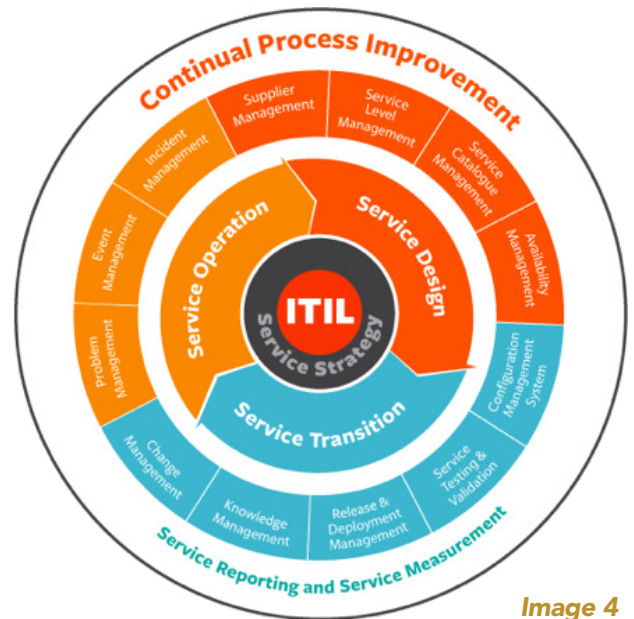 Continual Process Improvement
Supplier
Management
Service
Level
Management
Service
Catalogue
Management
Availability
Management
Configuration
Management
System
Service
Testing &
Validation
Release &
Deployment
Management
Knowledge
Management
Change
Management
Problem
Management
Event
Management
Incident
Management
Service Operation
Service Design
Service Transition
ITIL
Service Strategy
Service Reporting and Service Measurement
Image 4